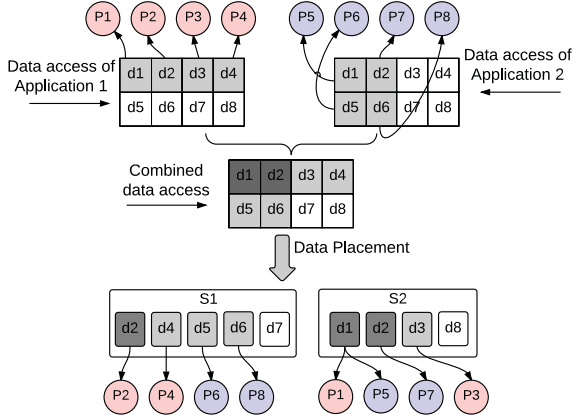 P1 P2 P3 P4 P5 P6 P7 P8
Data access of
Application 1
d1 d2 d3 d4
d5 d6 d7 d8
d1 d2 d3 d4
d5 d6 d7 d8
Data access of
Application 2
Combined
data access
d1 d2 d3 d4
d5 d6 d7 d8
Data Placement
S1
d2 d4 d5 d6 d7
S2
d1 d2 d3 d8
P2 P4 P6 P8 P1 P5 P7 P3